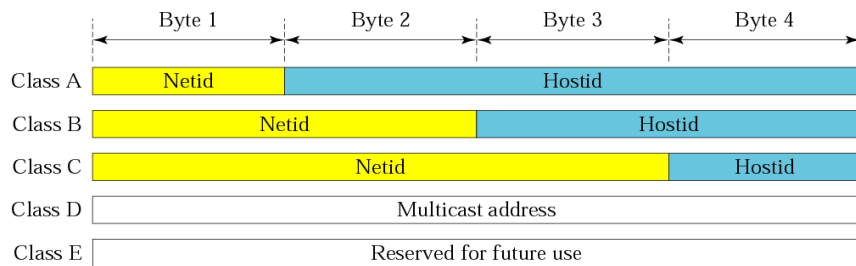 Byte 1 Byte 2 Byte 3 Byte 4
Class A Netid Hostid
Class B Netid Hostid
Class C Netid Hostid
Class D Multicast address
Class E Reserved for future use